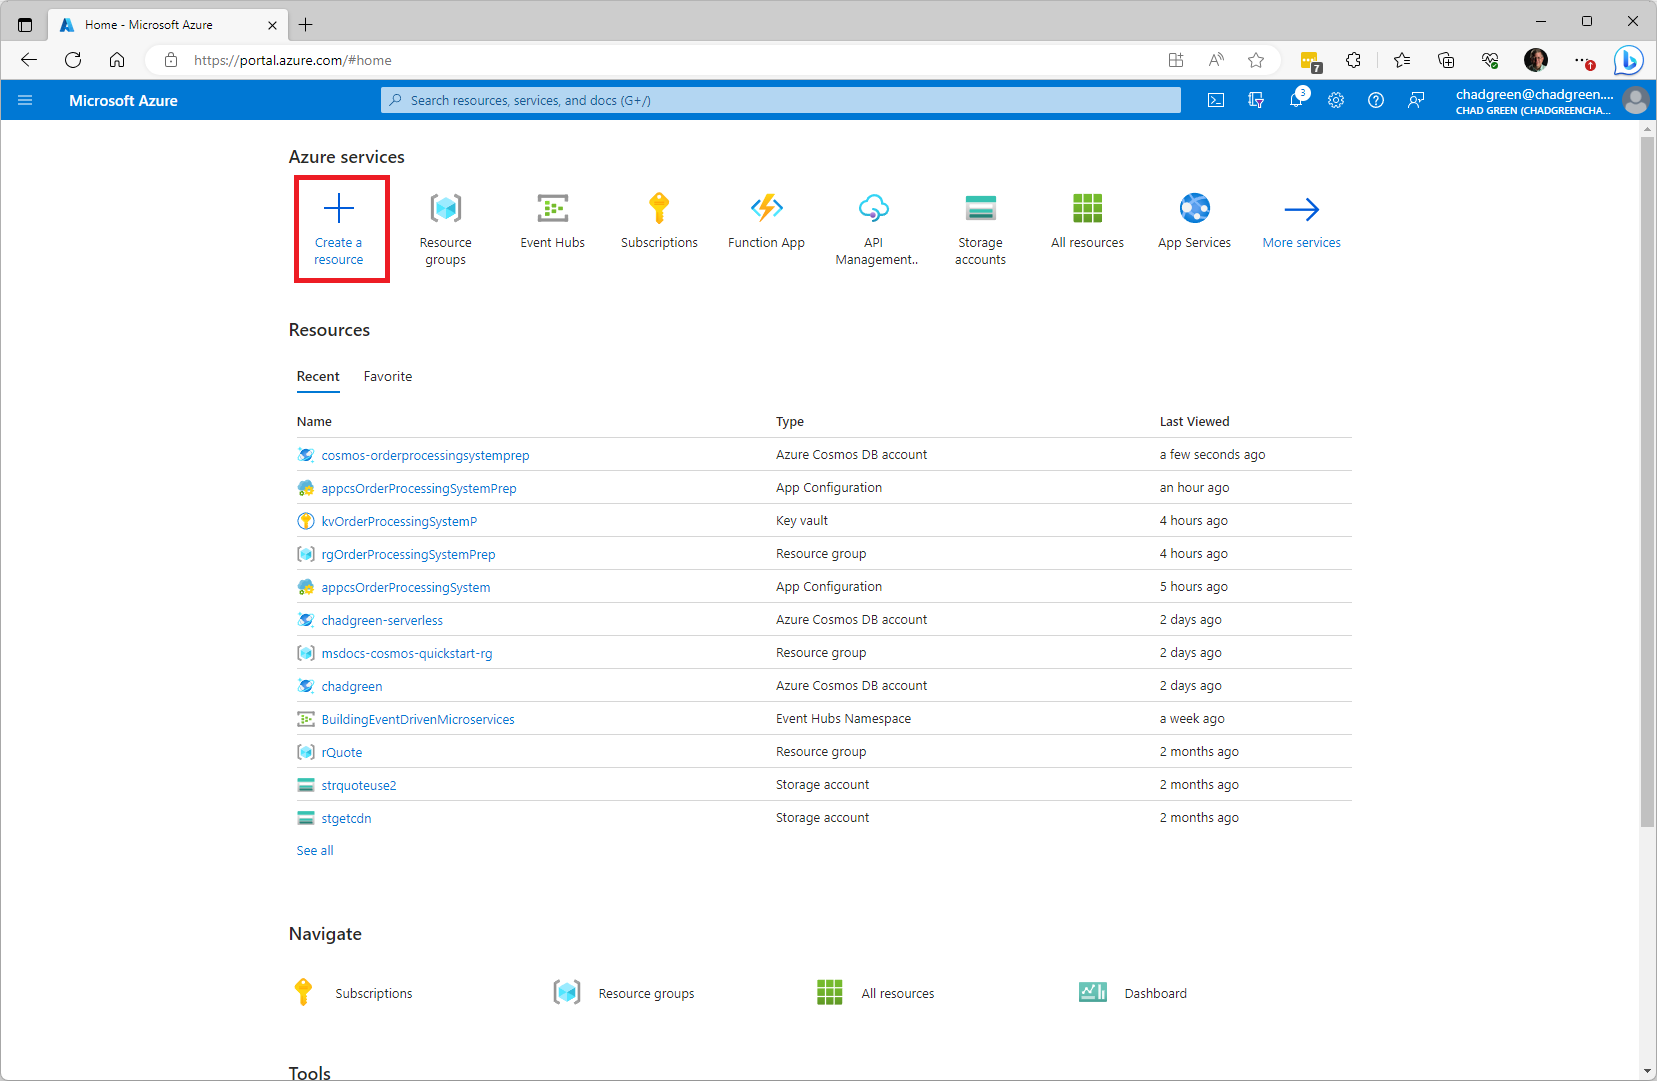 Home - Microsoft Azure
https://portal.azure.com/#home
7
Microsoft Azure
Search resources, services, and docs (G+/)
3
chadgreen@chadgreen....
CHAD GREEN (CHADGREENCHA...
Azure services
Create a
resource
Resource
groups
Event Hubs
Subscriptions
Function App
API
Management..
Storage
accounts
All resources
App Services
More services
Resources
Recent
Favorite
Name Type Last Viewed
cosmos-orderprocessingsystemprep Azure Cosmos DB account a few seconds ago
appcsOrderProcessingSystemPrep App Configuration an hour ago
kvOrderProcessingSystemP Key vault 4 hours ago
rgOrderProcessingSystemPrep Resource group 4 hours ago
appcsOrderProcessingSystem App Configuration 5 hours ago
chadgreen-serverless Azure Cosmos DB account 2 days ago
msdocs-cosmos-quickstart-rg Resource group 2 days ago
chadgreen Azure Cosmos DB account 2 days ago
BuildingEventDrivenMicroservices Event Hubs Namespace a week ago
rQuote Resource group 2 months ago
strquoteuse2 Storage account 2 months ago
stgetcdn Storage account 2 months ago
See all
Navigate
Subscriptions
Resource groups
All resources
Dashboard
Tools